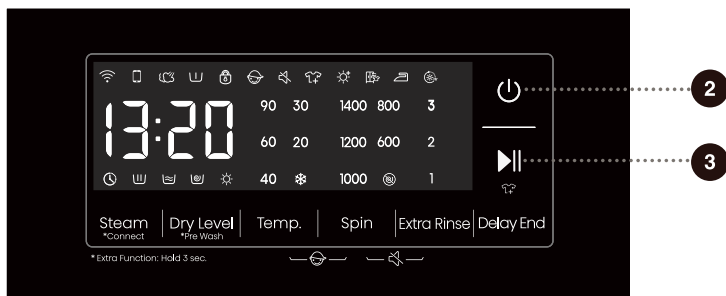 13:20
90 30 1400 800 3
60 20 1200 600 2
40 1000 1
2
3
Steam Dry Level Temp. Spin Extra Rinse Delay End
*Connect *Pre Wash
* Extra Function: Hold 3 sec.